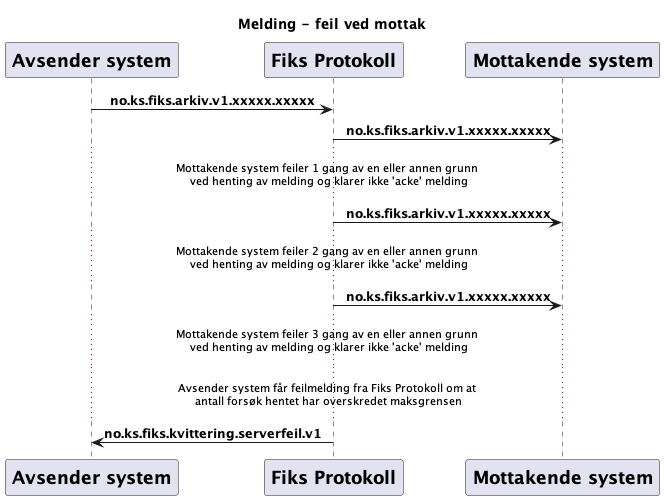 Melding - feil ved mottak
Avsender system
Fiks Protokoll
Mottakende system
no.ks.fiks.arkiv.v1.xxxxx.xxxxx
no.ks.fiks.arkiv.v1.xxxxx.xxxxx
Mottakende system feiler 1 gang av en eller annen grunn
ved henting av melding og klarer ikke 'acke' melding
no.ks.fiks.arkiv.v1.xxxxx.xxxxx
Mottakende system feiler 2 gang av en eller annen grunn
ved henting av melding og klarer ikke 'acke' melding
no.ks.fiks.arkiv.v1.xxxxx.xxxxx
Mottakende system feiler 3 gang av en eller annen grunn
ved henting av melding og klarer ikke 'acke' melding
Avsender system får feilmelding fra Fiks Protokoll om at
antall forsøk hentet har overskredet maksgrensen
no.ks.fiks.kvittering.serverfeil.v1
Avsender system
Fiks Protokoll
Mottakende system